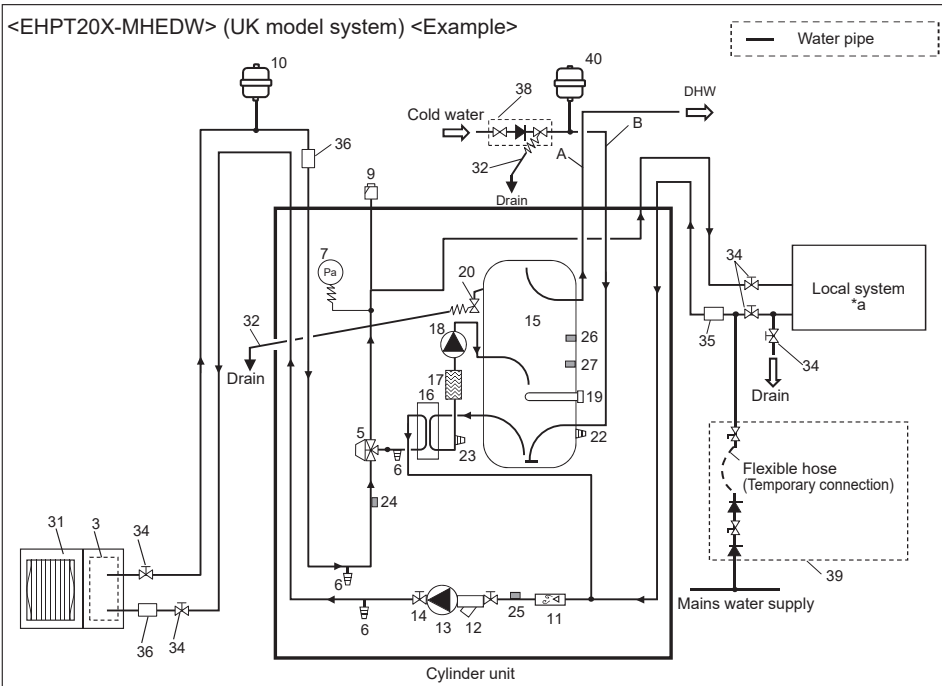 <EHPT20X-MHEDW> (UK model system) <Example>
Water pipe
10
40
38
DHW
Cold water
B
36
A
32
9
Drain
7
34
Pa
20
Local system
*a
15
32
18
26
35
27
34
Drain
17
Drain
16
19
5
22
6
23
Flexible hose
(Temporary connection)
24
31
3
34
6
39
25
Mains water supply
14
11
36
34
6
13
12
Cylinder unit